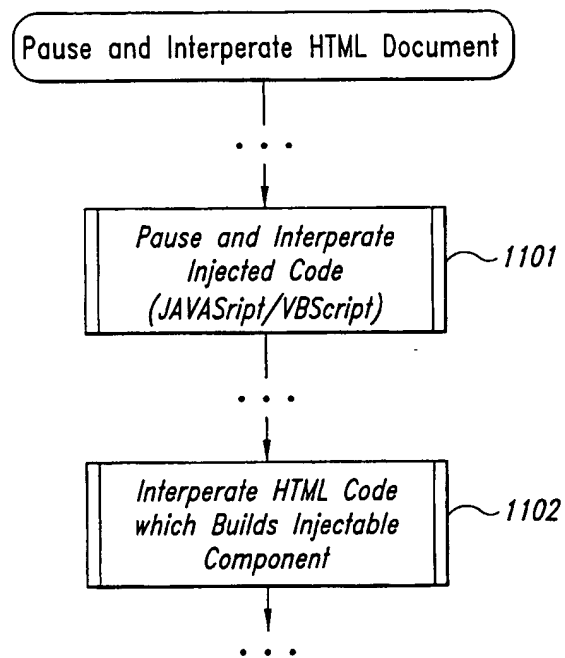 Pause and Interperate HTML Document
Pause and Interperate
Injected Code
(JAVASript/VBScript)
1101
Interperate HTML Code
which Builds Injectable
Component
1102